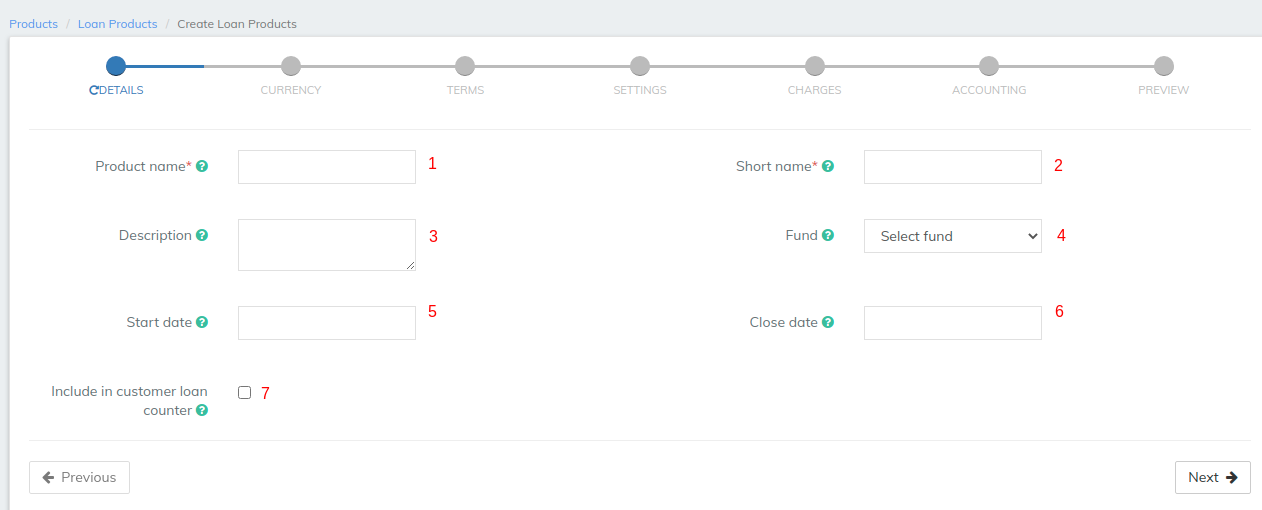 Products / Loan Products / Create Loan Products
DETAILS CURRENCY TERMS SETTINGS CHARGES ACCOUNTING PREVIEW
Product name* ? 1 Short name* ? 2
Description ? 3 Fund ? Select fund 4
Start date ? 5 Close date ? 6
Include in customer loan 7
counter ?
Previous Next